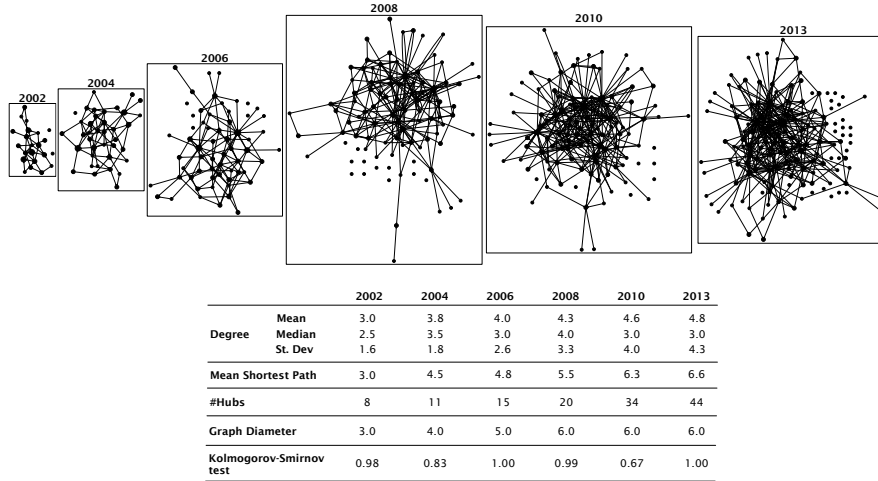 2002
2004
2006
2008
2010
2013
2002 2004 2006 2008 2010 2013
Mean 3.0 3.8 4.0 4.3 4.6 4.8
Degree Median 2.5 3.5 3.0 4.0 3.0 3.0
St. Dev 1.6 1.8 2.6 3.3 4.0 4.3
Mean Shortest Path 3.0 4.5 4.8 5.5 6.3 6.6
#Hubs 8 11 15 20 34 44
Graph Diameter 3.0 4.0 5.0 6.0 6.0 6.0
Kolmogorov-Smirnov
test 0.98 0.83 1.00 0.99 0.67 1.00